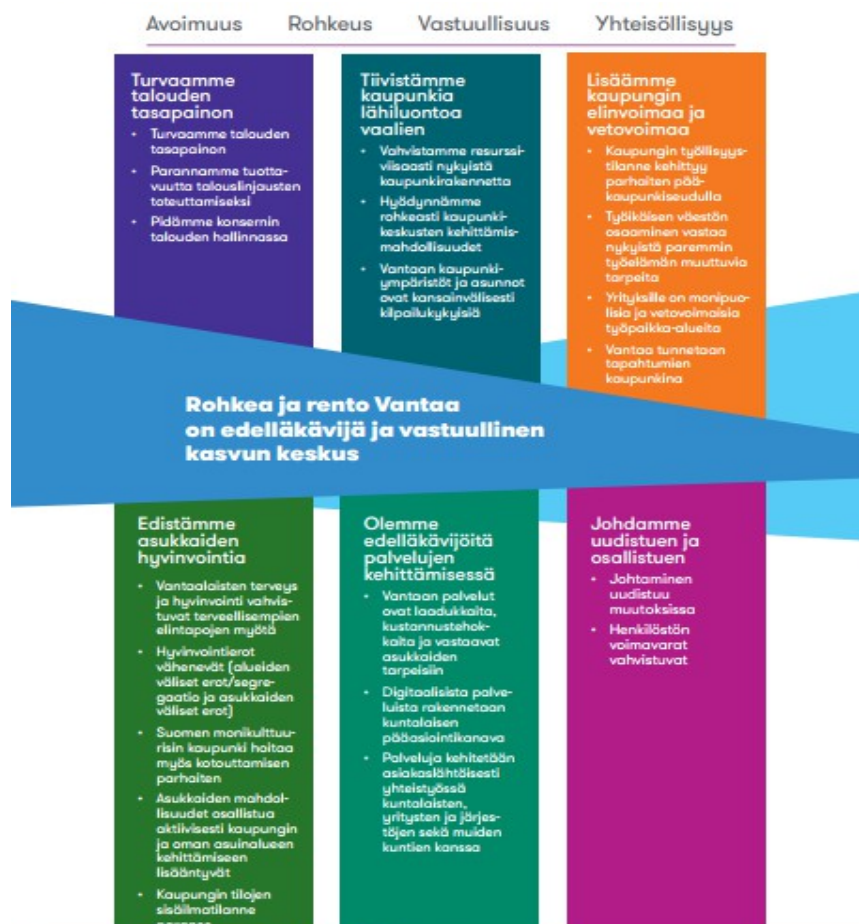 Avoimuus Rohkeus Vastuullisuus Yhteisöllisyys
Turvaamme
talouden
tasapainon
• Turvaamme talouden
tasapainon
• Parannamme tuotta-
vuutta talouslinjausten
toteuttamiseksi
• Pidämme konsernin
talouden hallinnassa
Tiivistämme
kaupunkia
lähiluontoa
vaalien
• Vahvistamme resurssi-
viisaasti nykyistä
kaupunkirakennetta
• Hyödynnämme
rohkeasti kaupunki-
keskusten kehittämis-
mahdollisuudet
• Vantaan kaupunki-
ympäristöt ja asunnot
ovat kansainvälisesti
kilpailukykyisiä
Lisäämme
kaupungin
elinvoimaa ja
vetovoimaa
• Kaupungin työllisyys-
tilanne kehittyy
parhaiten pää-
kaupunkiseudulla
• Työikäisen väestön
osaaminen vastaa
nykyistä paremmin
työelämän muuttuvia
tarpeita
• Yrityksille on monipuo-
lisia ja vetovoimaisia
työpaikka-alueita
• Vantaa tunnetaan
tapahtumien
kaupunkina
Rohkea ja rento Vantaa
on edelläkävijä ja vastuullinen
kasvun keskus
Edistämme
asukkaiden
hyvinvointia
• Vantaalaisten terveys
ja hyvinvointi vahvis-
tuvat terveellisempien
elintapojen myötä
• Hyvinvointierot
vähenevät (alueiden
väliset erot/segre-
gaatio ja asukkaiden
väliset erot)
• Suomen monikulttuu-
risin kaupunki hoitaa
myös kotouttamisen
parhaiten
• Asukkaiden mahdol-
lisuudet osallistua
aktiivisesti kaupungin
ja oman asuinalueen
kehittämiseen
lisääntyvät
• Kaupungin tilojen
sisäilmatilanne
Olemme
edelläkävijöitä
palvelujen
kehittämisessä
• Vantaan palvelut
ovat laadukkaita,
kustannustehok-
kaita ja vastaavat
asukkaiden
tarpeisiin
• Digitaalisista palve-
luista rakennetaan
kuntalaisen
pääasiointikanava
• Palveluja kehitetään
asiakaslähtöisesti
yhteistyössä
kuntalaisten,
yritysten ja järjes-
töjen sekä muiden
kuntien kanssa
Johdamme
uudistuen ja
osallistuen
• Johtaminen
uudistuu
muutoksissa
• Henkilöstön
voimavarat
vahvistuvat